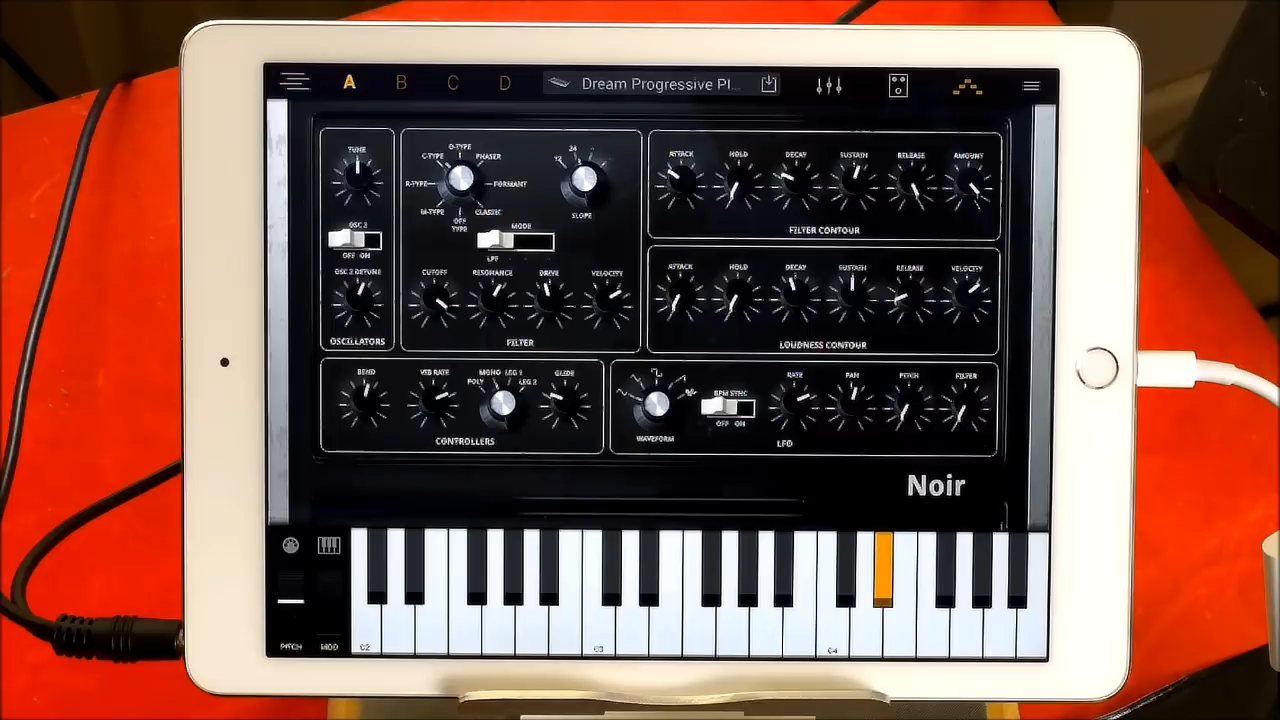 A B C D Dream Progressive Pl...
TUNE
OSC 2
OFF ON
OSC 2 DETUNE
OSCILLATORS
O-TYPE
C-TYPE PHASER
R-TYPE FORMANT
M-TYPE CLASSIC
OFF
TYPE
24
12
SLOPE
MODE
LPF
CUTOFF RESONANCE DRIVE VELOCITY
FILTER
ATTACK HOLD DECAY SUSTAIN RELEASE AMOUNT
FILTER CONTOUR
ATTACK HOLD DECAY SUSTAIN RELEASE VELOCITY
LOUDNESS CONTOUR
BEND VIB RATE MONO LEG 1 GLIDE
POLY LEG 2
CONTROLLERS
WAVEFORM
BPM SYNC
OFF ON
RATE PAN PITCH FILTER
LFO
Noir
PITCH MOD C2 C3 C4